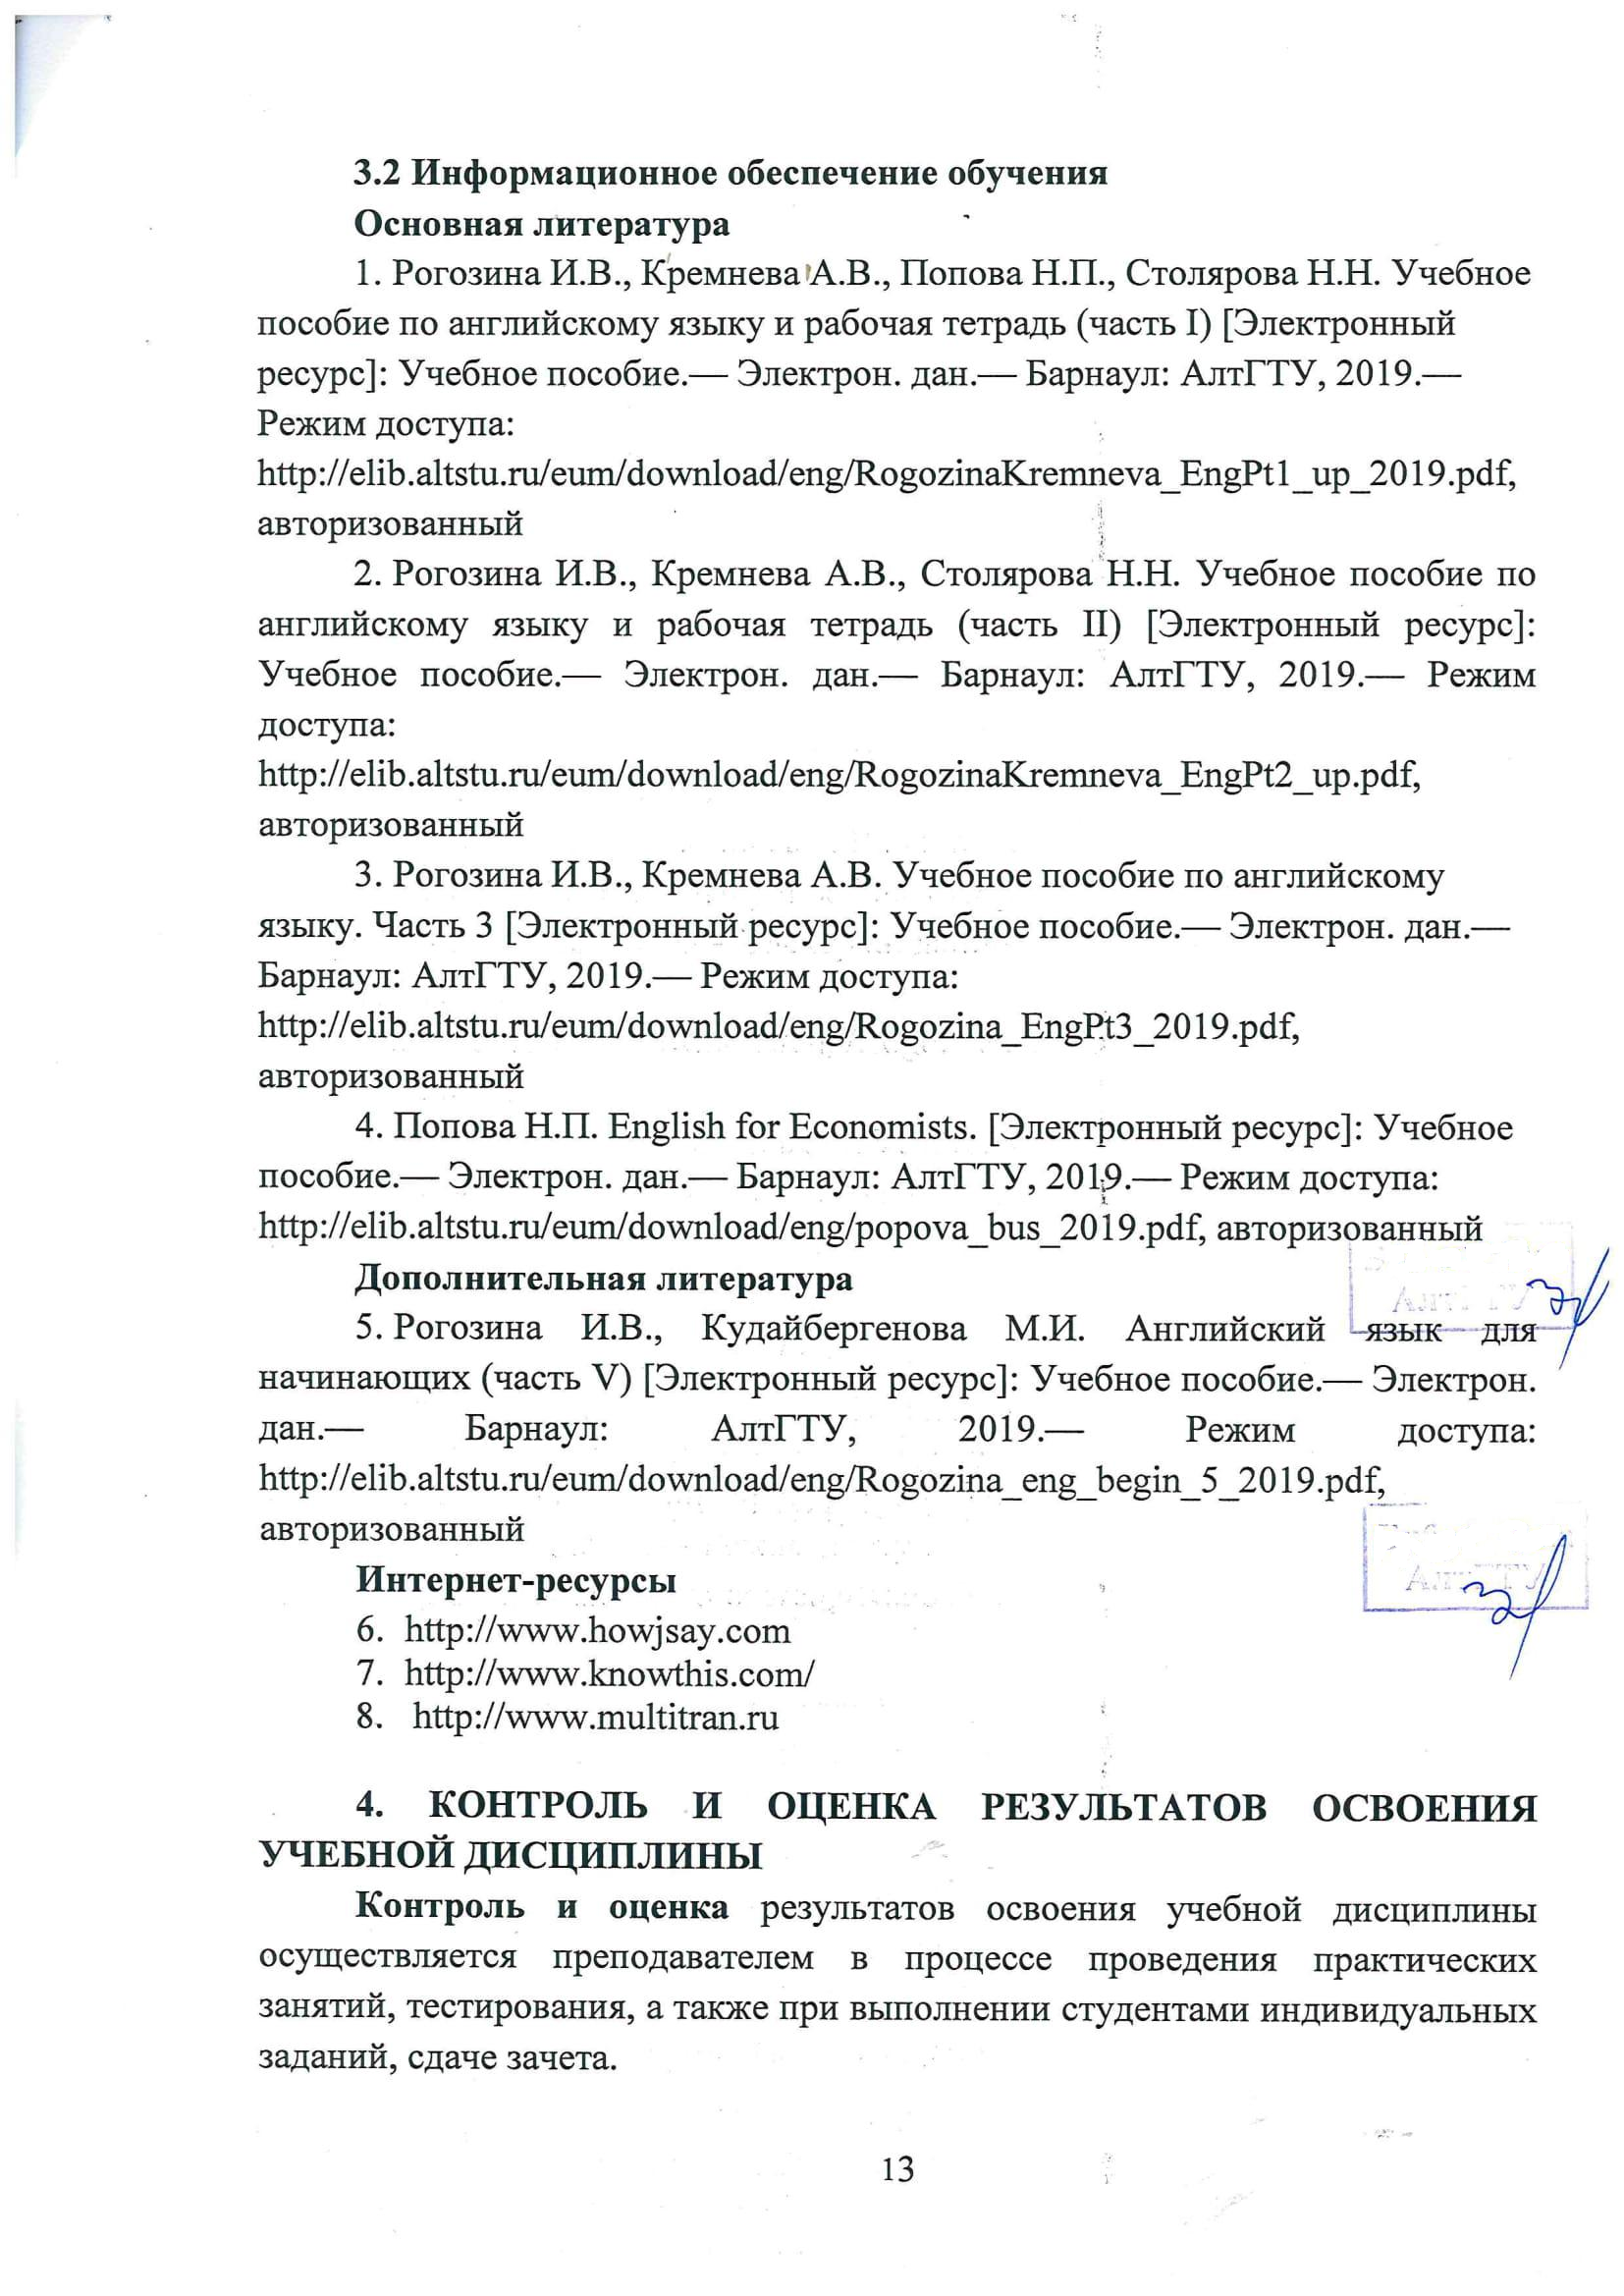 3.2 Информационное обеспечение обучения
Основная литература
1. Рогозина И.В., Кремнева А.В., Попова Н.П., Столярова Н.Н. Учебное
пособие по английскому языку и рабочая тетрадь (часть I) [Электронный
ресурс]: Учебное пособие.— Электрон. дан.— Барнаул: АлтГТУ, 2019.—
Режим доступа:
http://elib.altstu.ru/eum/download/eng/RogozinaKremneva_EngPt1_up_2019.pdf,
авторизованный
2. Рогозина И.В., Кремнева А.В., Столярова Н.Н. Учебное пособие по
английскому языку и рабочая тетрадь (часть II) [Электронный ресурс]:
Учебное пособие.— Электрон. дан.— Барнаул: АлтГТУ, 2019.— Режим
доступа:
http://elib.altstu.ru/eum/download/eng/RogozinaKremneva_EngPt2_up.pdf,
авторизованный
3. Рогозина И.В., Кремнева А.В. Учебное пособие по английскому
языку. Часть 3 [Электронный ресурс]: Учебное пособие.— Электрон. дан.—
Барнаул: АлтГТУ, 2019.— Режим доступа:
http://elib.altstu.ru/eum/download/eng/Rogozina_EngPt3_2019.pdf,
авторизованный
4. Попова Н.П. English for Economists. [Электронный ресурс]: Учебное
пособие.— Электрон. дан.— Барнаул: АлтГТУ, 2019.— Режим доступа:
http://elib.altstu.ru/eum/download/eng/popova_bus_2019.pdf, авторизованный
Дополнительная литература
АлтГТУ
5. Рогозина И.В., Кудайбергенова М.И. Английский язык для
начинающих (часть V) [Электронный ресурс]: Учебное пособие.— Электрон.
дан.— Барнаул: АлтГТУ, 2019.— Режим доступа:
http://elib.altstu.ru/eum/download/eng/Rogozina_eng_begin_5_2019.pdf,
авторизованный
Интернет-ресурсы
АлтГТУ
6. http://www.howjsay.com
7. http://www.knowthis.com/
8. http://www.multitran.ru
4. КОНТРОЛЬ И ОЦЕНКА РЕЗУЛЬТАТОВ ОСВОЕНИЯ
УЧЕБНОЙ ДИСЦИПЛИНЫ
Контроль и оценка результатов освоения учебной дисциплины
осуществляется преподавателем в процессе проведения практических
занятий, тестирования, а также при выполнении студентами индивидуальных
заданий, сдаче зачета.
13